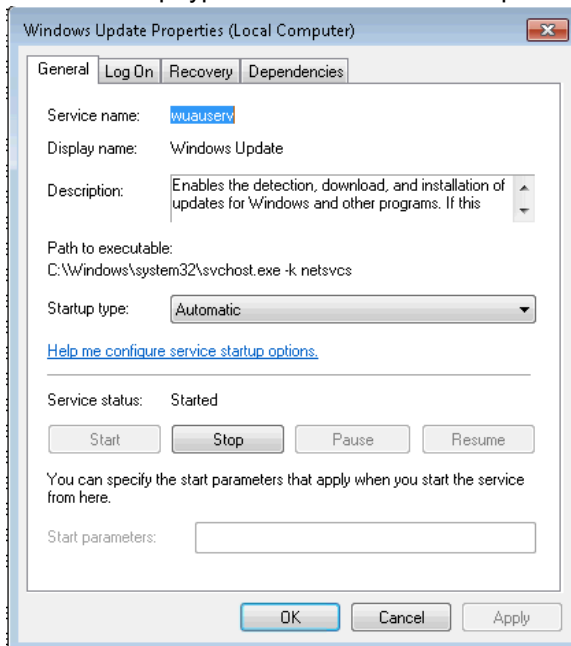 Windows Update Properties (Local Computer)
General Log On Recovery Dependencies
Service name: wuauserv
Display name: Windows Update
Description: Enables the detection, download, and installation of
updates for Windows and other programs. If this
Path to executable:
C:\Windows\system32\svchost.exe -k netsvcs
Startup type: Automatic
Help me configure service startup options.
Service status: Started
Start Stop Pause Resume
You can specify the start parameters that apply when you start the service
from here.
Start parameters:
OK Cancel Apply